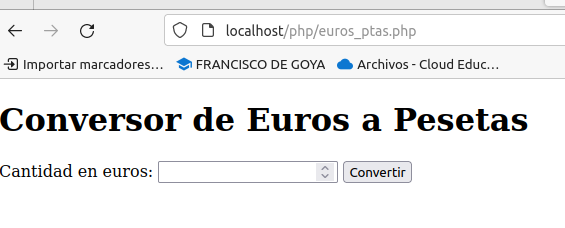 localhost/php/euros_ptas.php
Importar marcadores… FRANCISCO DE GOYA Archivos - Cloud Educ…
Conversor de Euros a Pesetas
Cantidad en euros: Convertir